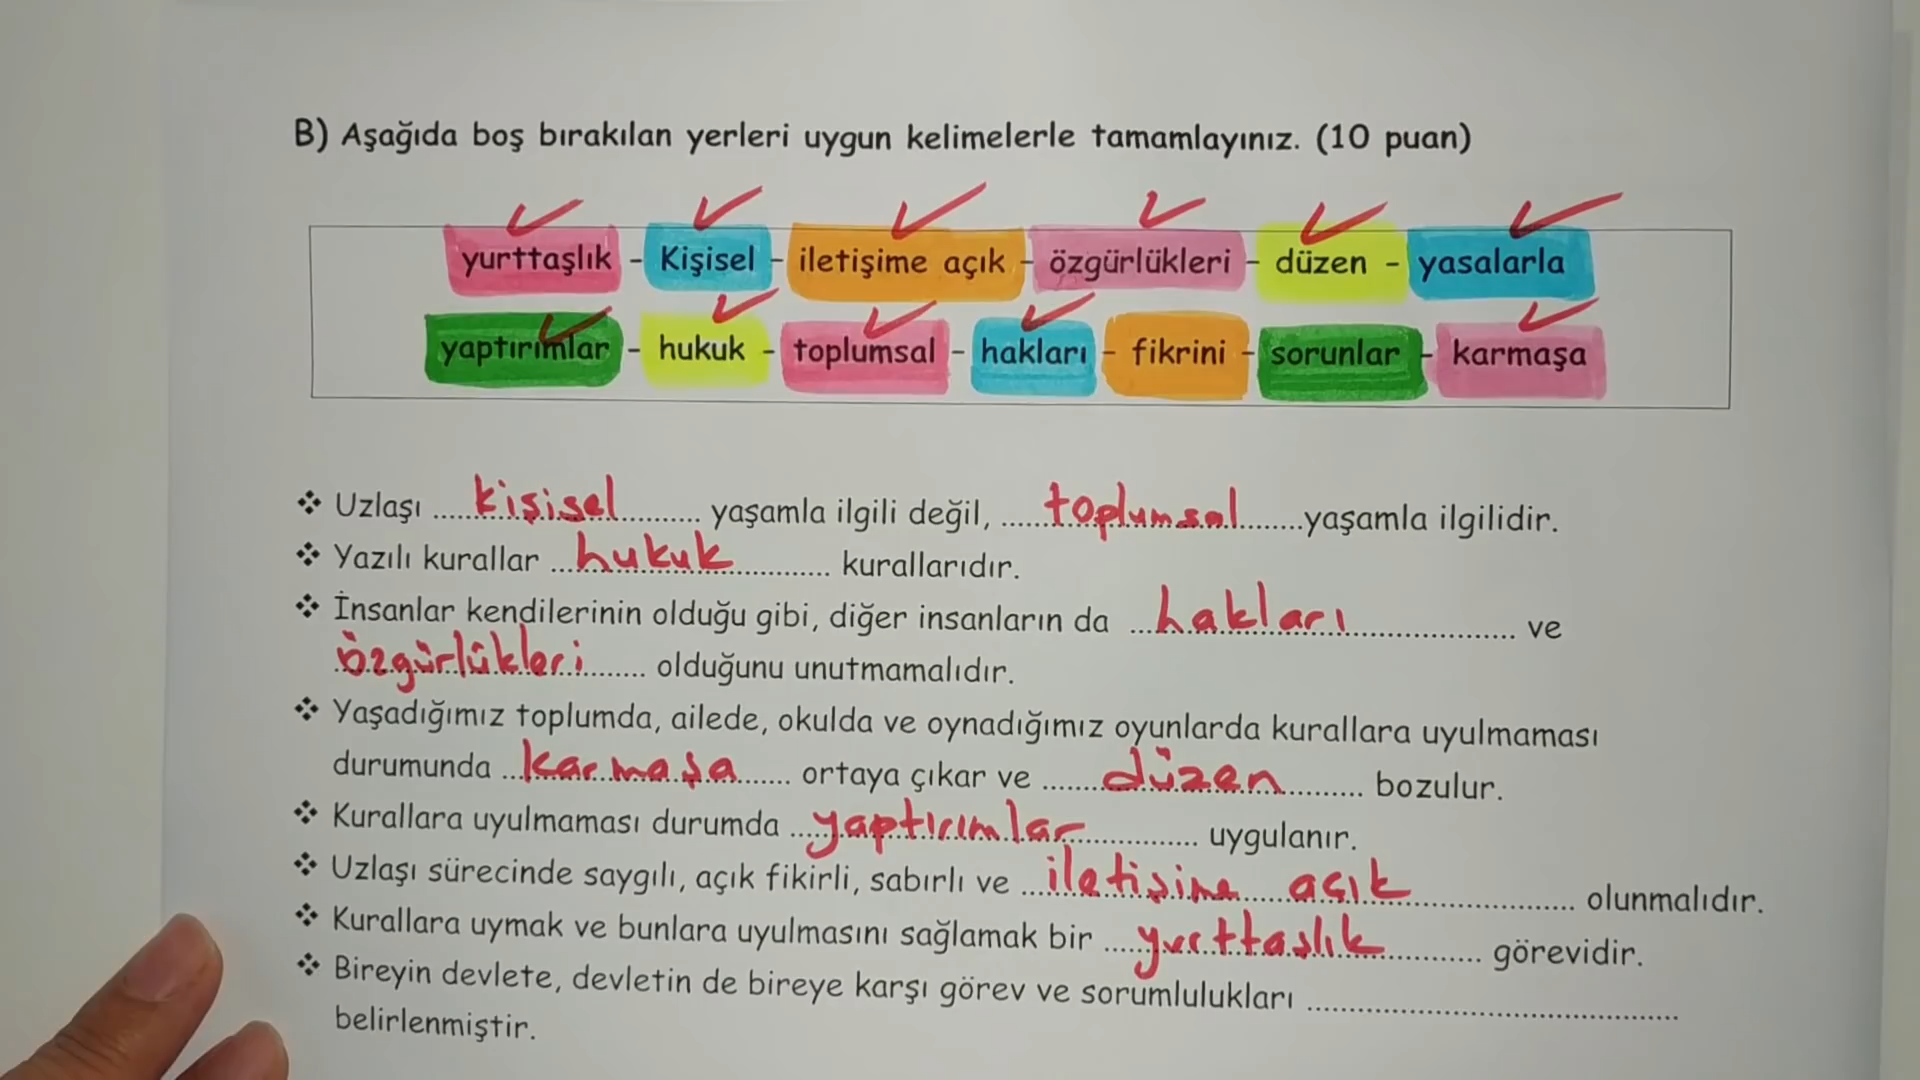 B) Aşağıda boş bırakılan yerleri uygun kelimelerle tamamlayınız. (10 puan)
yurttaşlık - Kişisel - iletişime açık - özgürlükleri - düzen - yasalarla
yaptırımlar - hukuk - toplumsal - hakları - fikrini - sorunlar - karmaşa
❖ Uzlaşı .... kişisel .... yaşamla ilgili değil, .... toplumsal .... yaşamla ilgilidir.
❖ Yazılı kurallar .... hukuk .... kurallarıdır.
❖ İnsanlar kendilerinin olduğu gibi, diğer insanların da .... hakları .... ve
özgürlükleri .... olduğunu unutmamalıdır.
❖ Yaşadığımız toplumda, ailede, okulda ve oynadığımız oyunlarda kurallara uyulmaması
durumunda .... karmaşa .... ortaya çıkar ve .... düzen .... bozulur.
❖ Kurallara uyulmaması durumda .... yaptırımlar .... uygulanır.
❖ Uzlaşı sürecinde saygılı, açık fikirli, sabırlı ve .... iletişime açık .... olunmalıdır.
❖ Kurallara uymak ve bunlara uyulmasını sağlamak bir .... yurttaşlık .... görevidir.
❖ Bireyin devlete, devletin de bireye karşı görev ve sorumlulukları ....
belirlenmiştir.